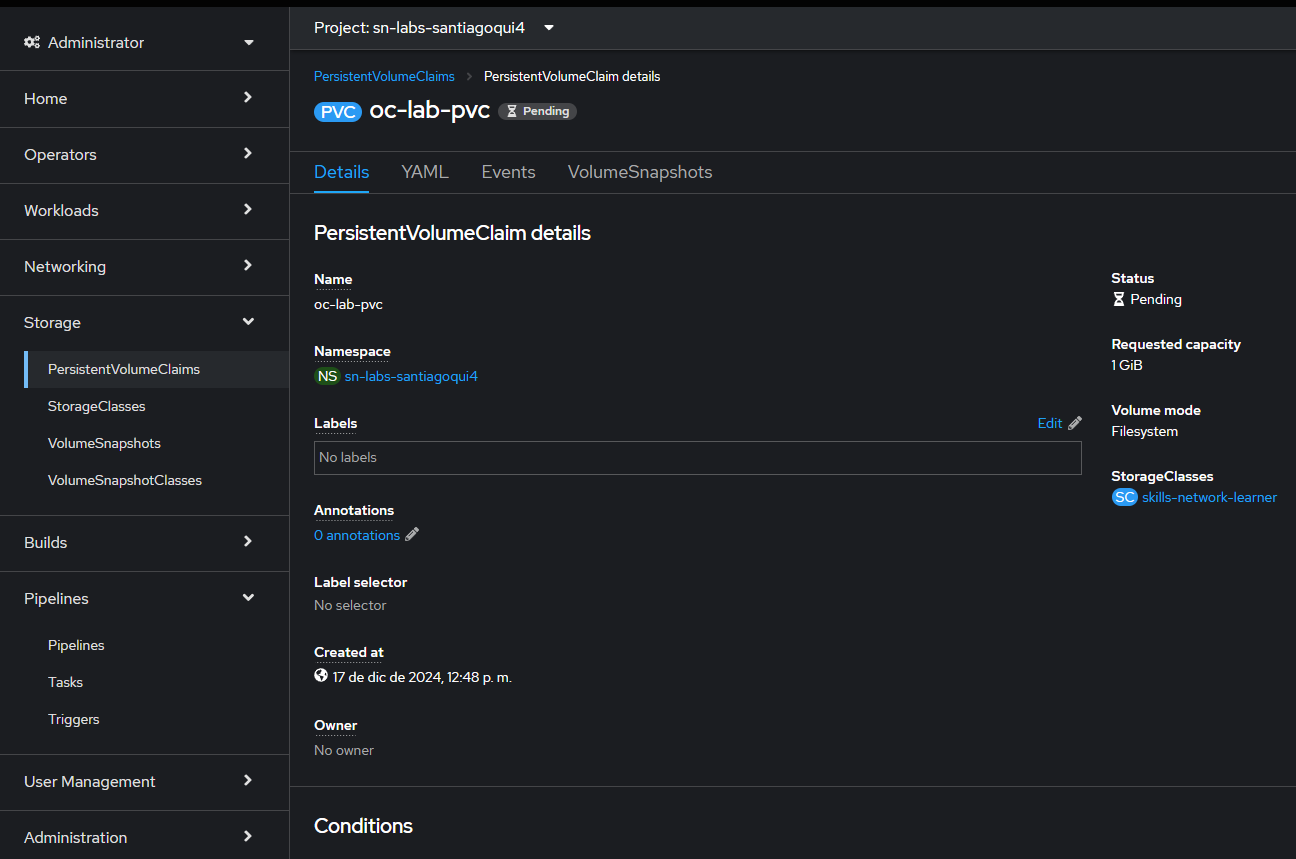 Administrator
Home
Operators
Workloads
Networking
Storage
PersistentVolumeClaims
StorageClasses
VolumeSnapshots
VolumeSnapshotClasses
Builds
Pipelines
Pipelines
Tasks
Triggers
User Management
Administration
Project: sn-labs-santiagoqui4
PersistentVolumeClaims PersistentVolumeClaim details
PVC oc-lab-pvc Pending
Details YAML Events VolumeSnapshots
PersistentVolumeClaim details
Name
oc-lab-pvc
Namespace
NS sn-labs-santiagoqui4
Labels Edit
No labels
Annotations
0 annotations
Label selector
No selector
Created at
17 de dic de 2024, 12:48 p. m.
Owner
No owner
Status
Pending
Requested capacity
1 GiB
Volume mode
Filesystem
StorageClasses
SC skills-network-learner
Conditions